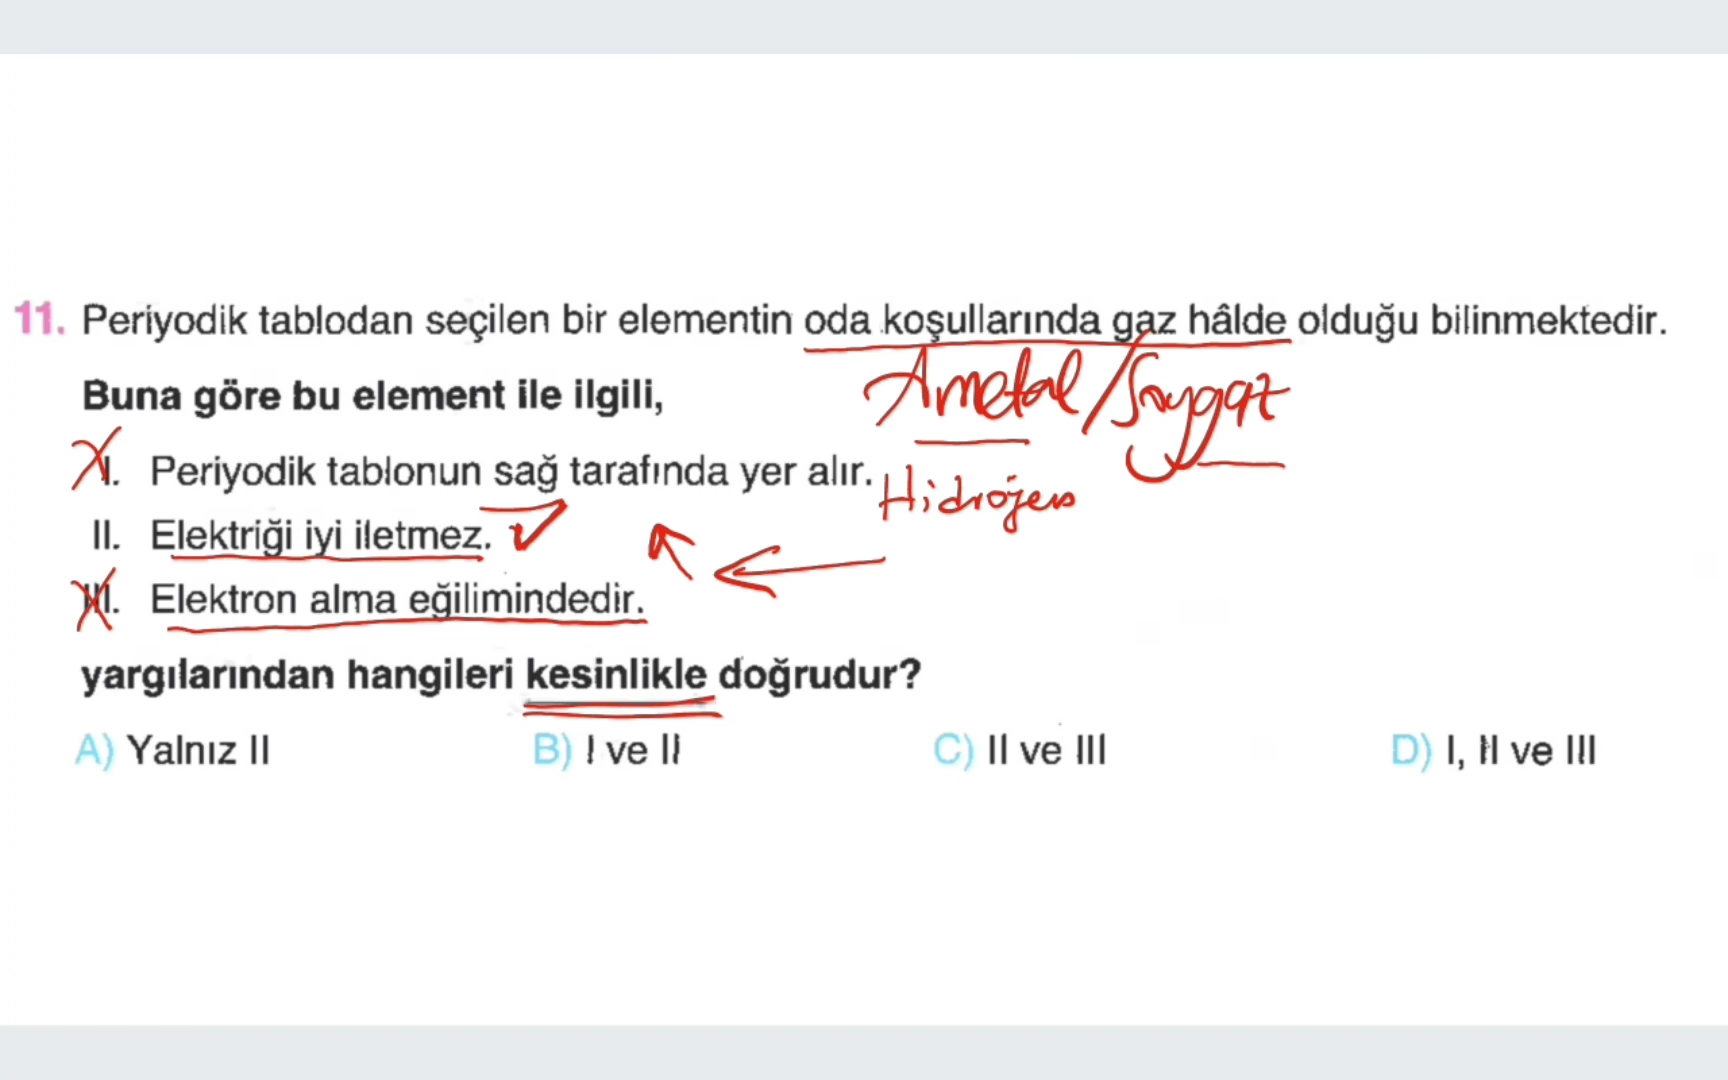 11. Periyodik tablodan seçilen bir elementin oda koşullarında gaz hâlde olduğu bilinmektedir.
Ametal / Soygaz
Buna göre bu element ile ilgili,
I. Periyodik tablonun sağ tarafında yer alır.
Hidrojen
II. Elektriği iyi iletmez.
III. Elektron alma eğilimindedir.
yargılarından hangileri kesinlikle doğrudur?
A) Yalnız II B) I ve II C) II ve III D) I, II ve III